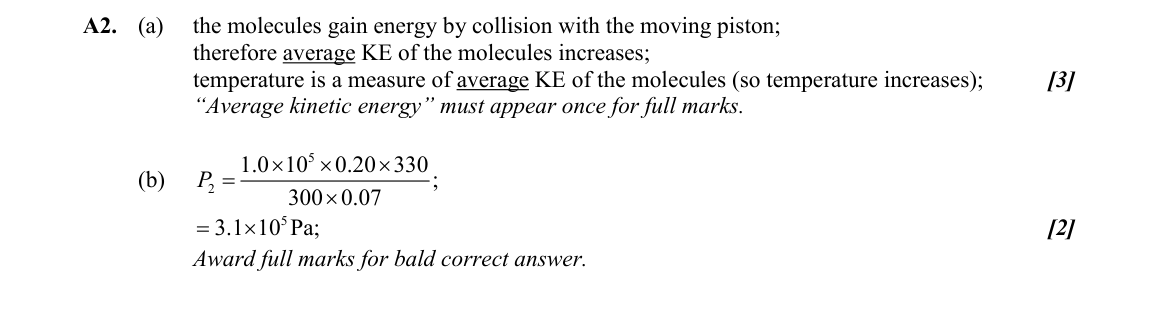 A2. (a) the molecules gain energy by collision with the moving piston;
therefore average KE of the molecules increases;
temperature is a measure of average KE of the molecules (so temperature increases); [3]
“Average kinetic energy” must appear once for full marks.
(b) P₂ = (1.0×10⁵ ×0.20×330)/(300×0.07);
= 3.1×10⁵ Pa; [2]
Award full marks for bald correct answer.